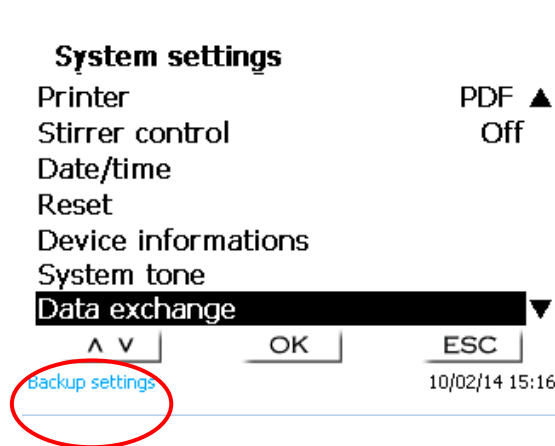 System settings
Printer PDF ▲
Stirrer control Off
Date/time
Reset
Device informations
System tone
Data exchange ▼
∧ ∨ OK ESC
Backup settings 10/02/14 15:16